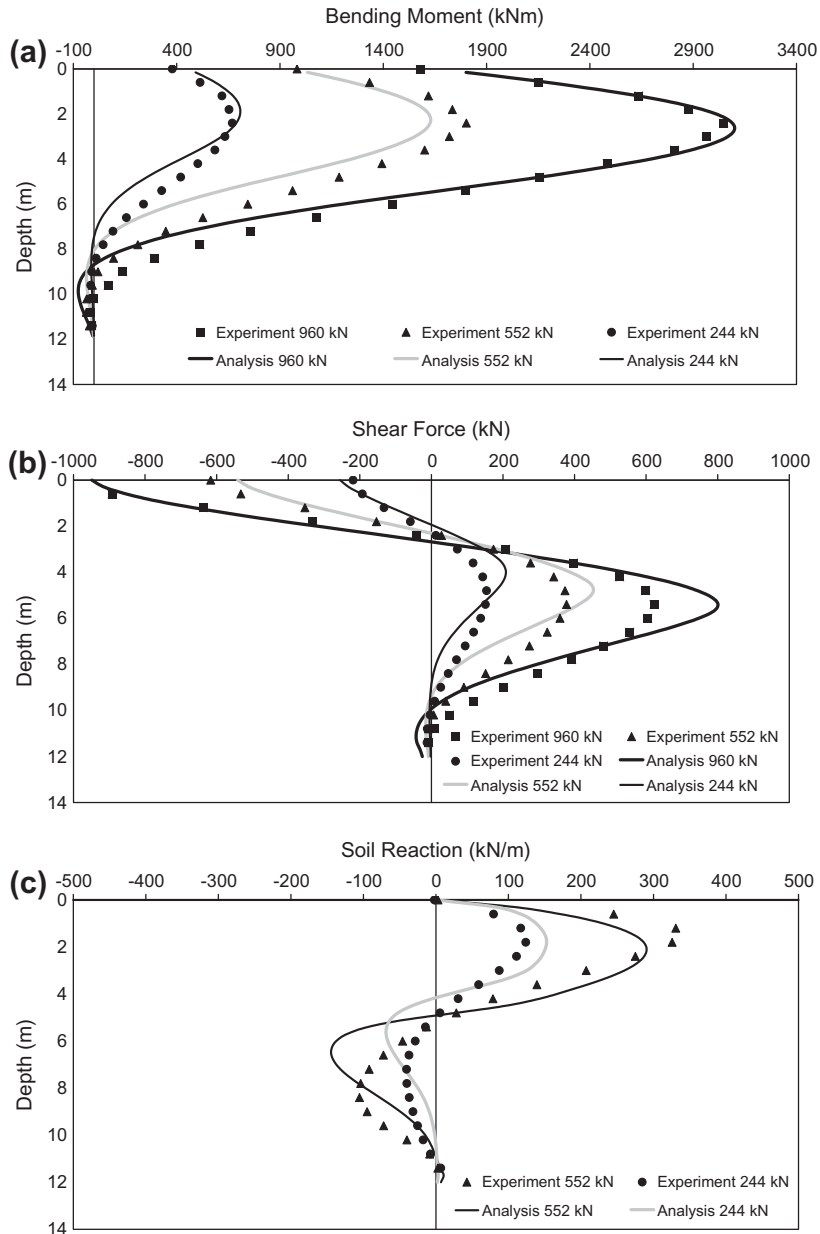 Bending Moment (kNm)
(a)
-100 400 900 1400 1900 2400 2900 3400
0
2
4
6
8
10
12
14
Depth (m)
Experiment 960 kN Experiment 552 kN Experiment 244 kN
Analysis 960 kN Analysis 552 kN Analysis 244 kN
Shear Force (kN)
(b)
-1000 -800 -600 -400 -200 0 200 400 600 800 1000
0
2
4
6
8
10
12
14
Depth (m)
Experiment 960 kN Experiment 552 kN
Experiment 244 kN Analysis 960 kN
Analysis 552 kN Analysis 244 kN
Soil Reaction (kN/m)
(c)
-500 -400 -300 -200 -100 0 100 200 300 400 500
0
2
4
6
8
10
12
14
Depth (m)
Experiment 552 kN Experiment 244 kN
Analysis 552 kN Analysis 244 kN